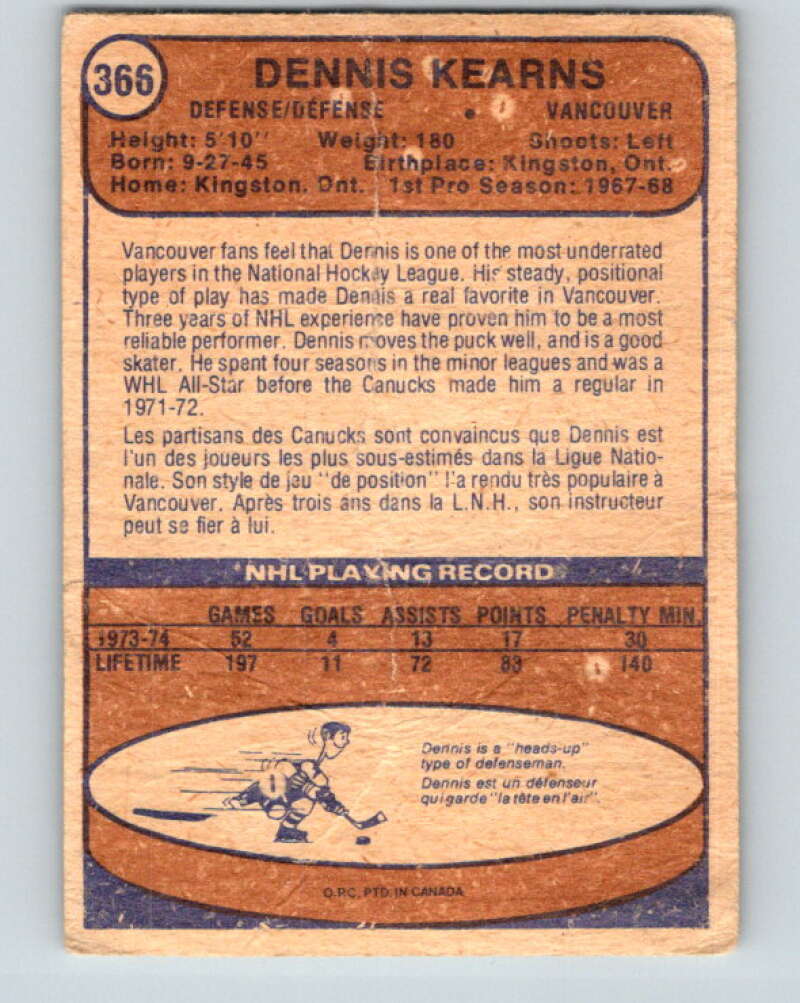 366
DENNIS KEARNS
DEFENSE/DÉFENSE • VANCOUVER
Height: 5'10'' Weight: 180 Shoots: Left
Born: 9-27-45 Birthplace: Kingston, Ont.
Home: Kingston, Ont. 1st Pro Season: 1967-68
Vancouver fans feel that Dennis is one of the most underrated
players in the National Hockey League. His steady, positional
type of play has made Dennis a real favorite in Vancouver.
Three years of NHL experience have proven him to be a most
reliable performer. Dennis moves the puck well, and is a good
skater. He spent four seasons in the minor leagues and was a
WHL All-Star before the Canucks made him a regular in
1971-72.
Les partisans des Canucks sont convaincus que Dennis est
l'un des joueurs les plus sous-estimés dans la Ligue Natio-
nale. Son style de jeu "de position" l'a rendu très populaire à
Vancouver. Après trois ans dans la L.N.H., son instructeur
peut se fier à lui.
NHL PLAYING RECORD
GAMES GOALS ASSISTS POINTS PENALTY MIN.
1973-74 52 4 13 17 30
LIFETIME 197 11 72 83 140
Dennis is a "heads-up"
type of defenseman.
Dennis est un défenseur
qui garde "la tête en l'air".
O.P.C. PTD. IN CANADA